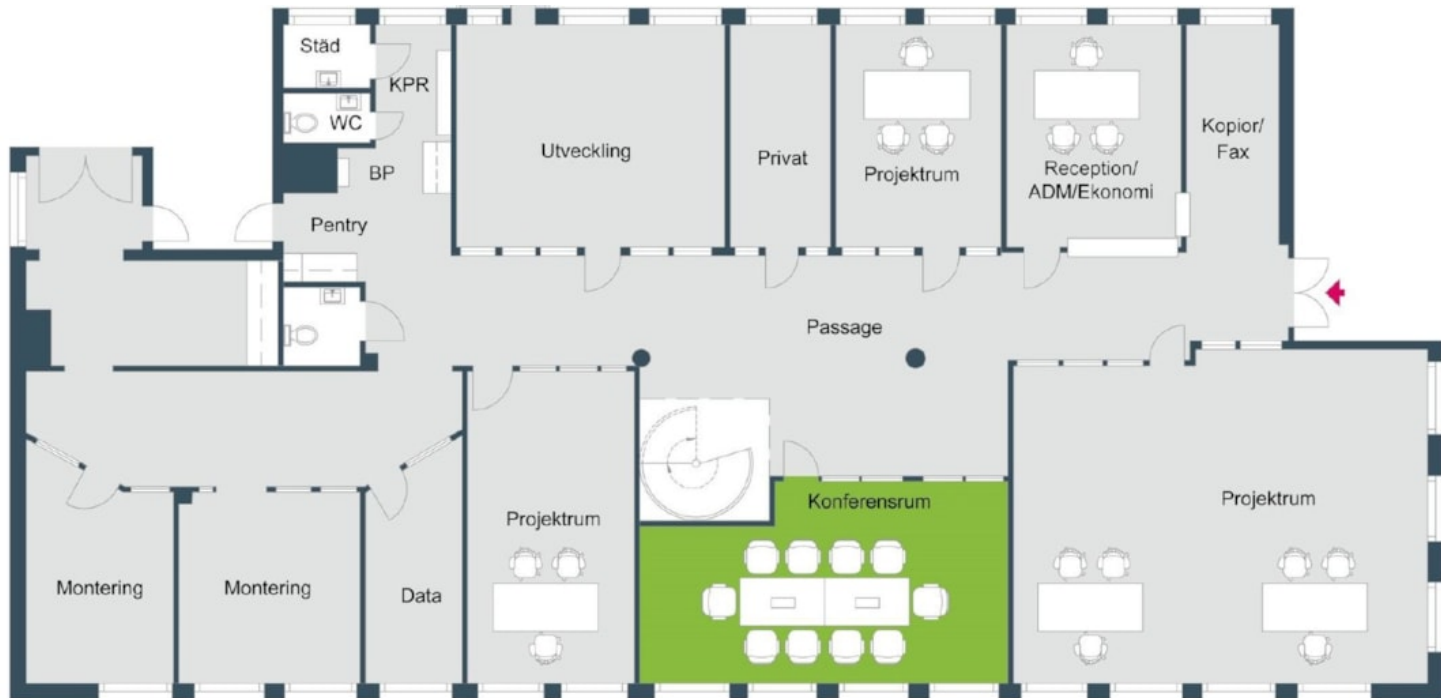 Städ
KPR
WC
BP
Pentry
Utveckling
Privat
Projektrum
Reception/
ADM/Ekonomi
Kopior/
Fax
Passage
Konferensrum
Projektrum
Projektrum
Montering
Montering
Data